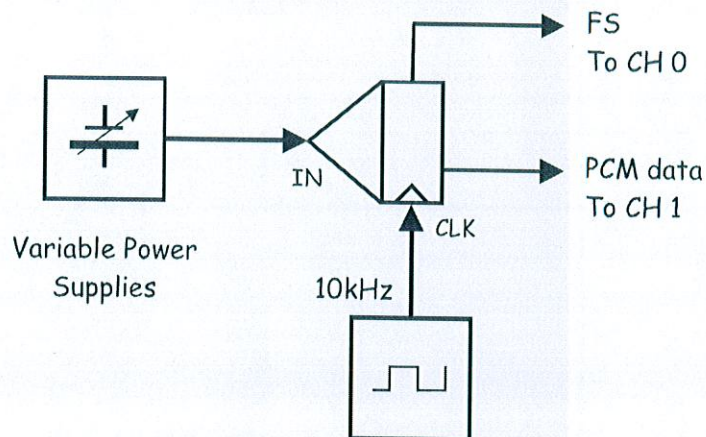 FS
To CH 0
IN
PCM data
To CH 1
CLK
Variable Power
Supplies
10kHz